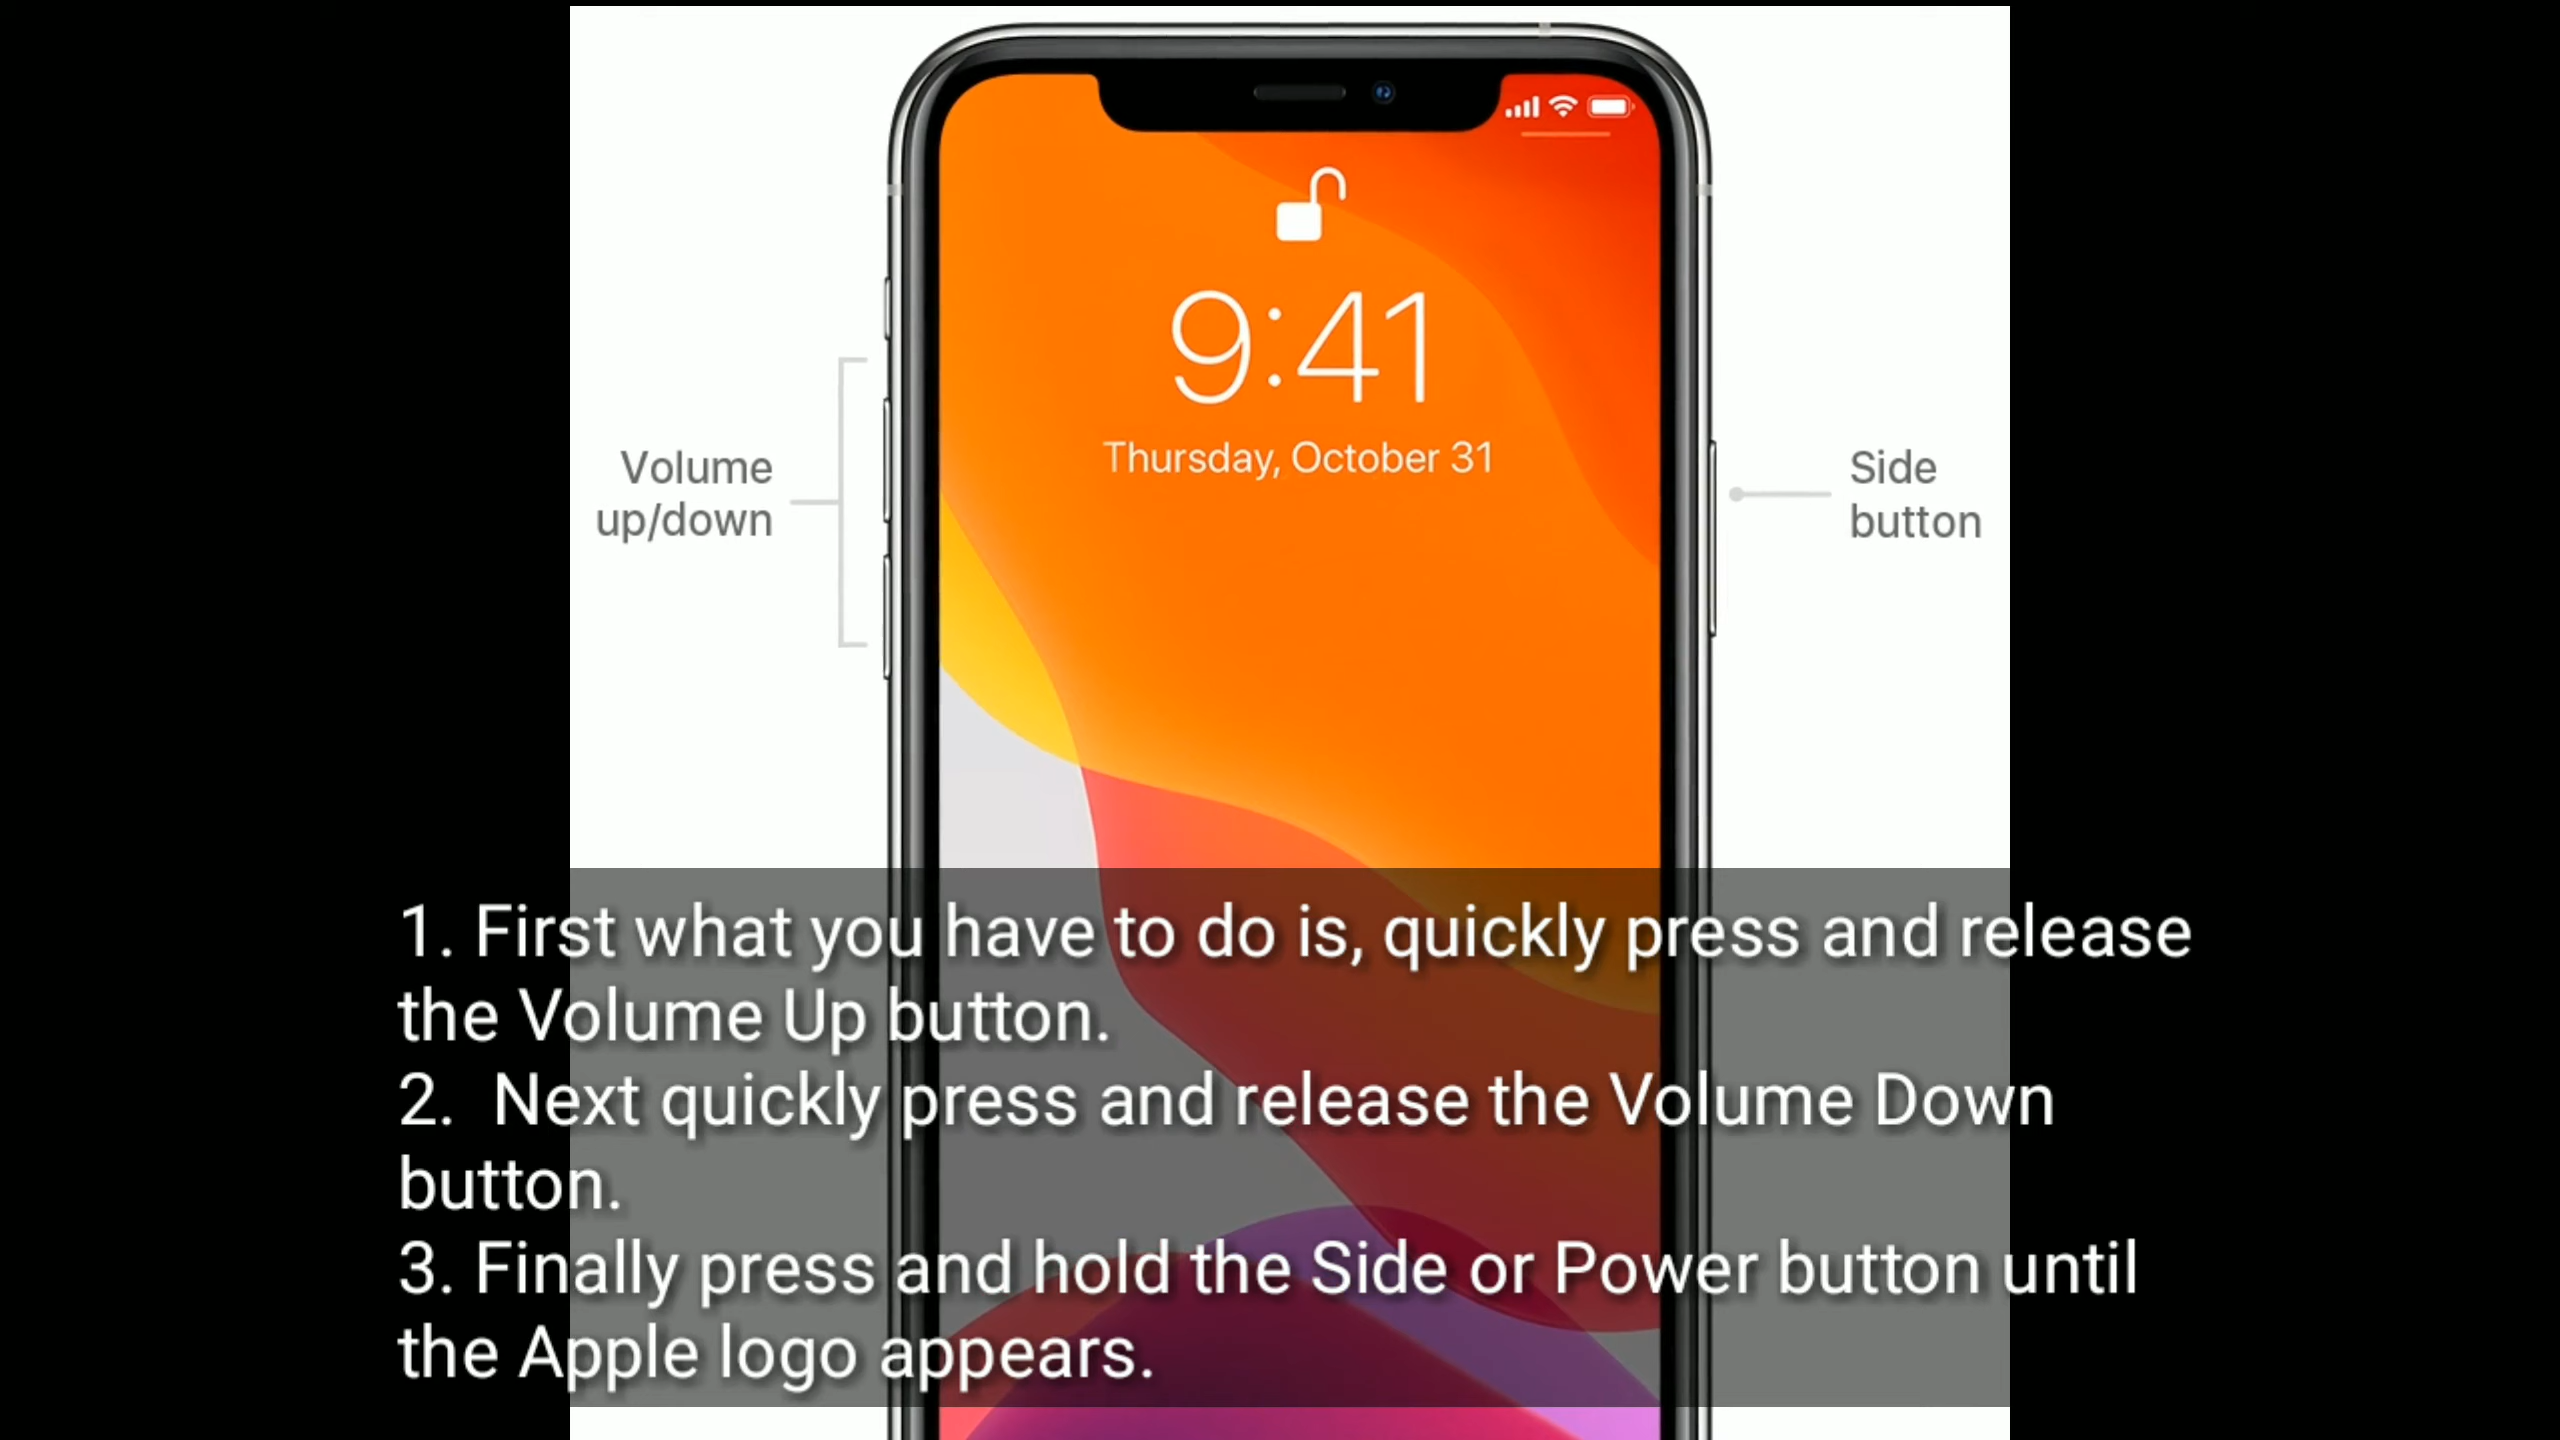 9:41
Thursday, October 31
Volume
up/down
Side
button
1. First what you have to do is, quickly press and release
the Volume Up button.
2.  Next quickly press and release the Volume Down
button.
3. Finally press and hold the Side or Power button until
the Apple logo appears.